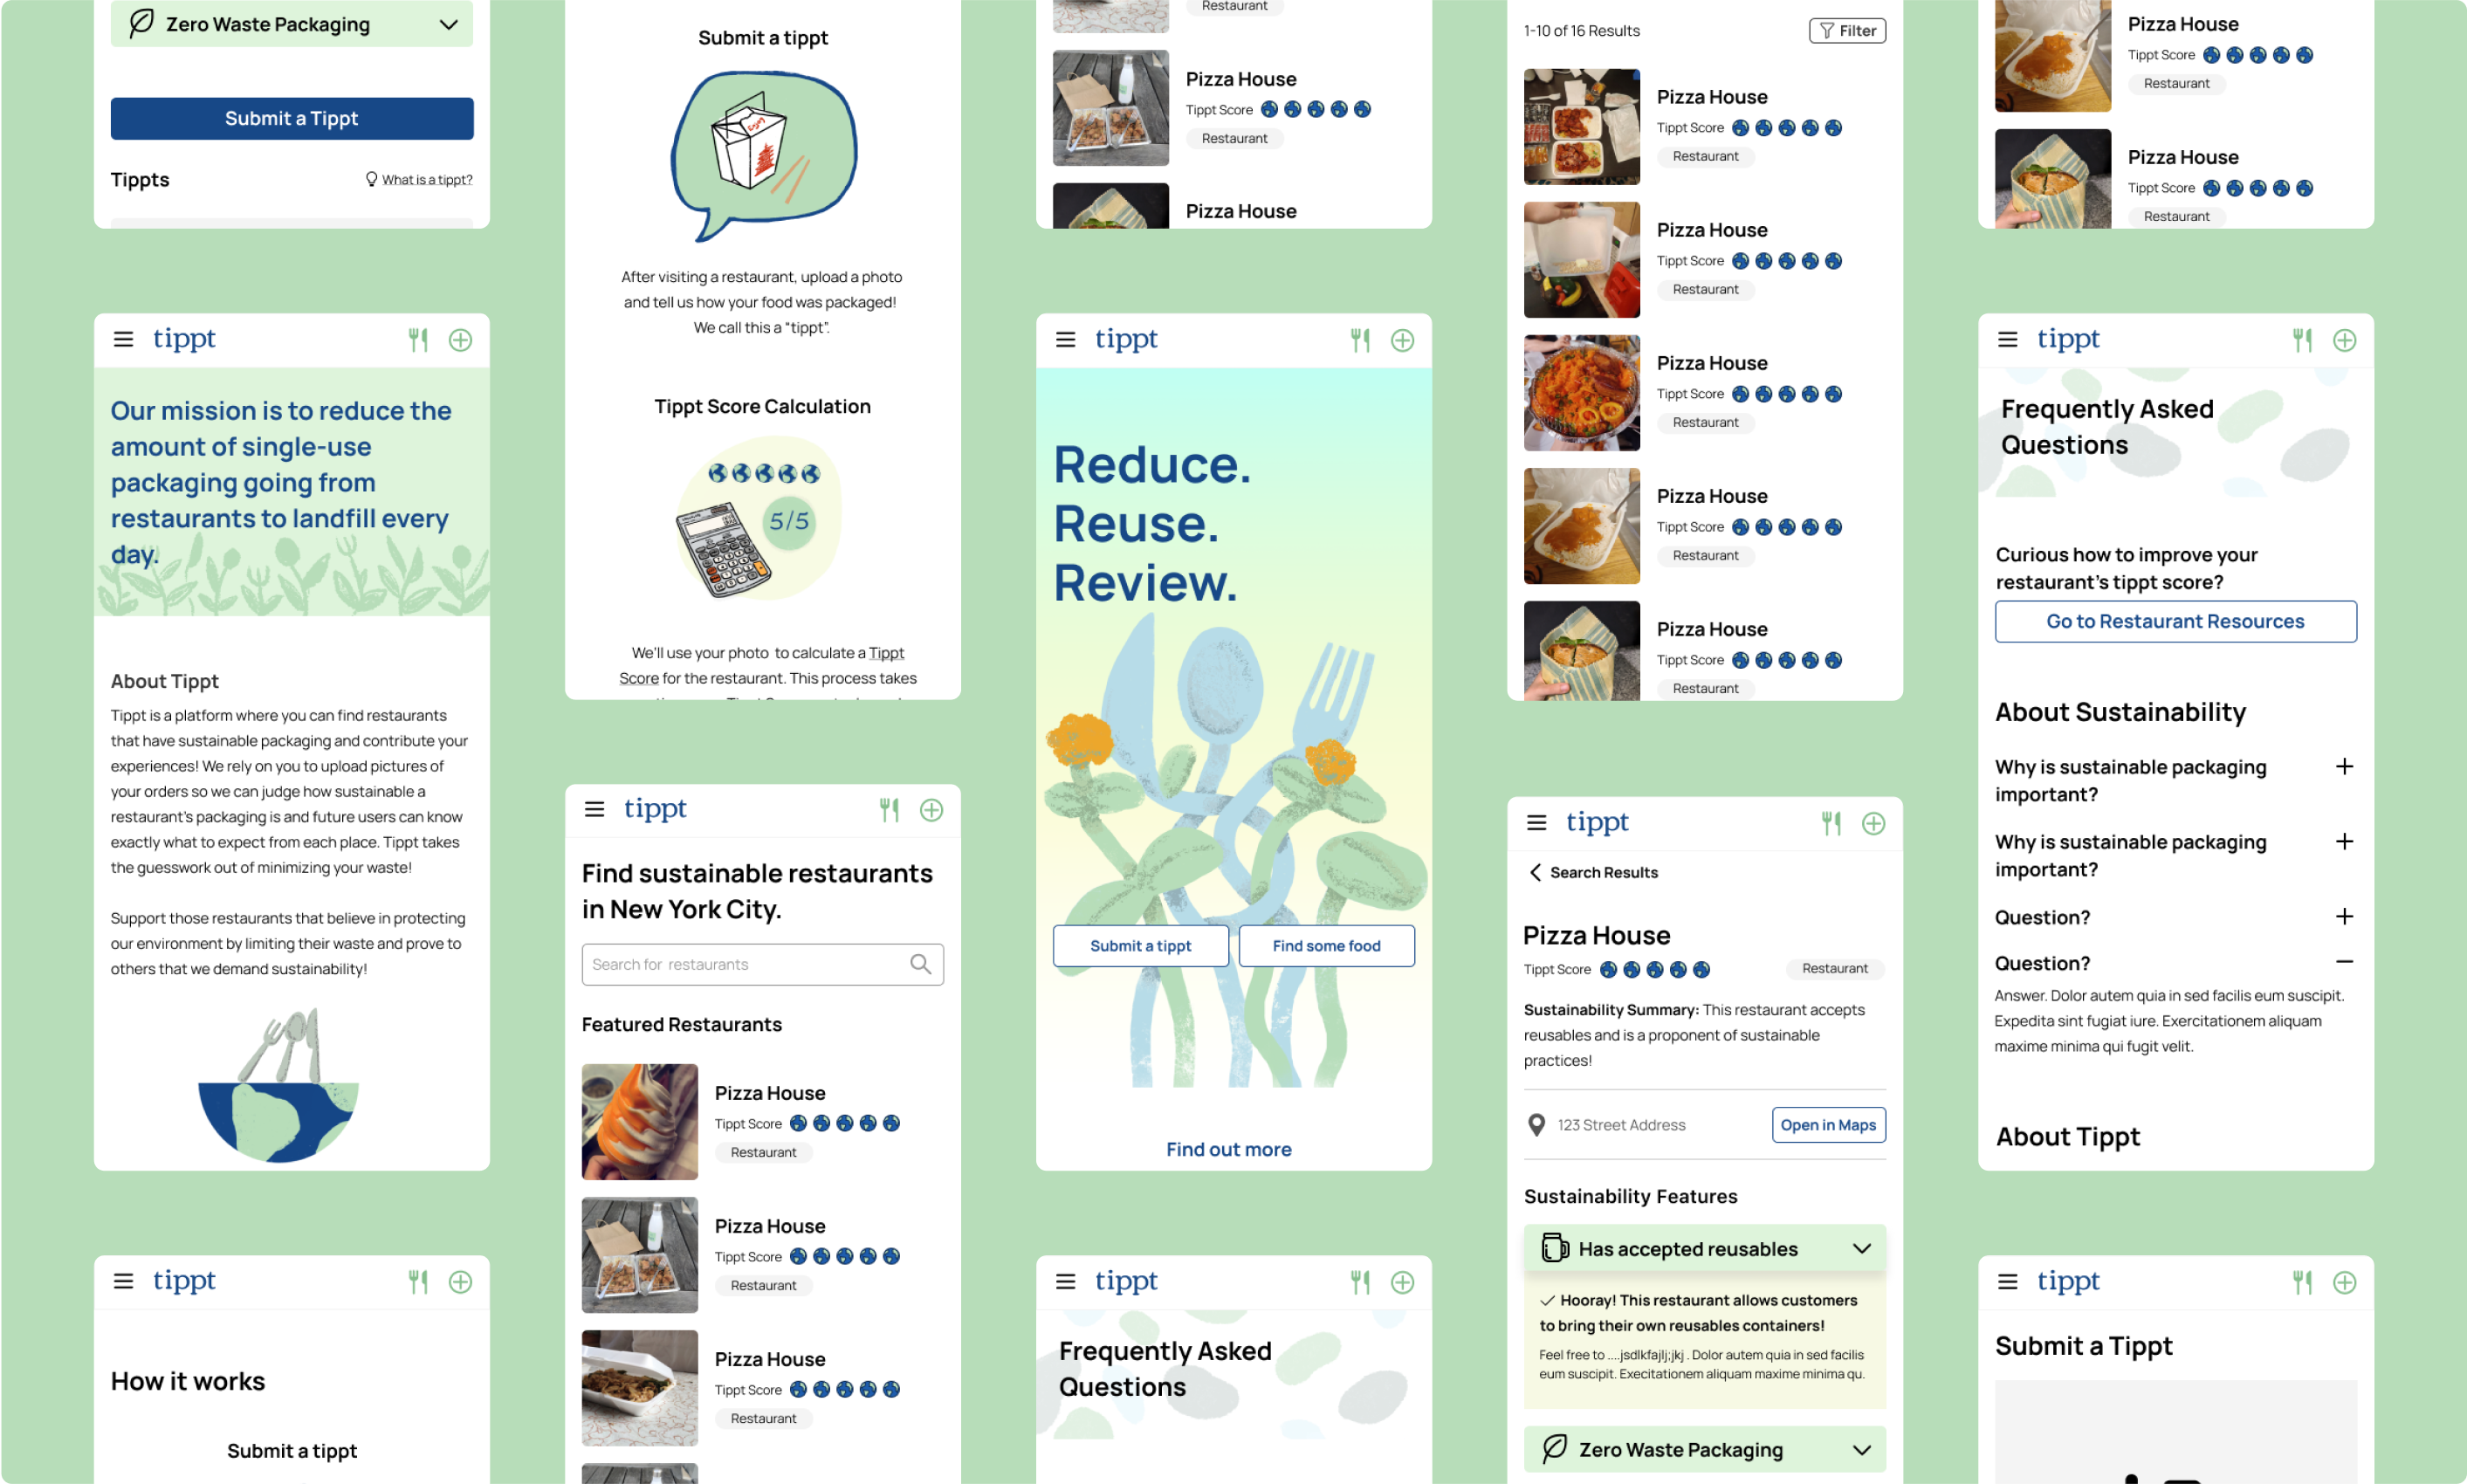 Zero Waste Packaging
Submit a Tippt
Tippts
What is a tippt?
tippt
Our mission is to reduce the
amount of single-use
packaging going from
restaurants to landfill every
day.
About Tippt
Tippt is a platform where you can find restaurants
that have sustainable packaging and contribute your
experiences! We rely on you to upload pictures of
your orders so we can judge how sustainable a
restaurant's packaging is and future users can know
exactly what to expect from each place. Tippt takes
the guesswork out of minimizing your waste!
Support those restaurants that believe in protecting
our environment by limiting their waste and prove to
others that we demand sustainability!
tippt
How it works
Submit a tippt
Submit a tippt
Enjoy
After visiting a restaurant, upload a photo
and tell us how your food was packaged!
We call this a “tippt”.
Tippt Score Calculation
5/5
We'll use your photo to calculate a Tippt
Score for the restaurant. This process takes
tippt
Find sustainable restaurants
in New York City.
Search for restaurants
Featured Restaurants
Pizza House
Tippt Score
Restaurant
Pizza House
Tippt Score
Restaurant
Pizza House
Tippt Score
Restaurant
Restaurant
Pizza House
Tippt Score
Restaurant
Pizza House
tippt
Reduce.
Reuse.
Review.
Submit a tippt
Find some food
Find out more
tippt
Frequently Asked
Questions
1-10 of 16 Results
Filter
Pizza House
Tippt Score
Restaurant
Pizza House
Tippt Score
Restaurant
Pizza House
Tippt Score
Restaurant
Pizza House
Tippt Score
Restaurant
Pizza House
Tippt Score
Restaurant
tippt
Search Results
Pizza House
Tippt Score
Restaurant
Sustainability Summary: This restaurant accepts
reusables and is a proponent of sustainable
practices!
123 Street Address
Open in Maps
Sustainability Features
Has accepted reusables
Hooray! This restaurant allows customers
to bring their own reusables containers!
Feel free to ....jsdlkfajlj;jkj . Dolor autem quia in sed facilis
eum suscipit. Execitationem aliquam maxime minima qu.
Zero Waste Packaging
Pizza House
Tippt Score
Restaurant
Pizza House
Tippt Score
Restaurant
tippt
Frequently Asked
Questions
Curious how to improve your
restaurant's tippt score?
Go to Restaurant Resources
About Sustainability
Why is sustainable packaging
important?
Why is sustainable packaging
important?
Question?
Question?
Answer. Dolor autem quia in sed facilis eum suscipit.
Expedita sint fugiat iure. Exercitationem aliquam
maxime minima qui fugit velit.
About Tippt
tippt
Submit a Tippt